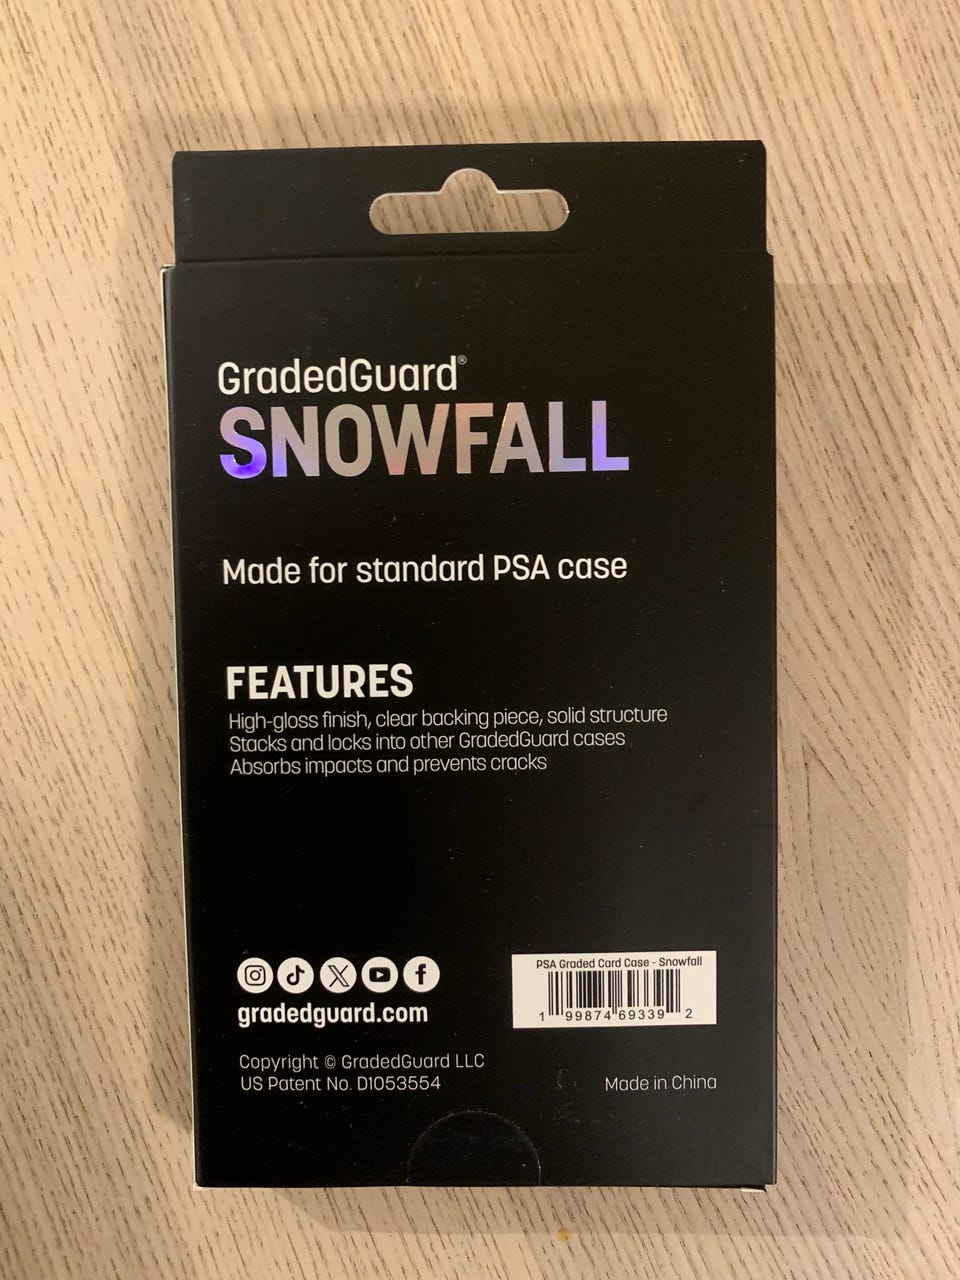 GradedGuard®
SNOWFALL
Made for standard PSA case
FEATURES
High-gloss finish, clear backing piece, solid structure
Stacks and locks into other GradedGuard cases
Absorbs impacts and prevents cracks
gradedguard.com
PSA Graded Card Case - Snowfall
1 99874 69339 2
Copyright © GradedGuard LLC
US Patent No. D1053554
Made in China